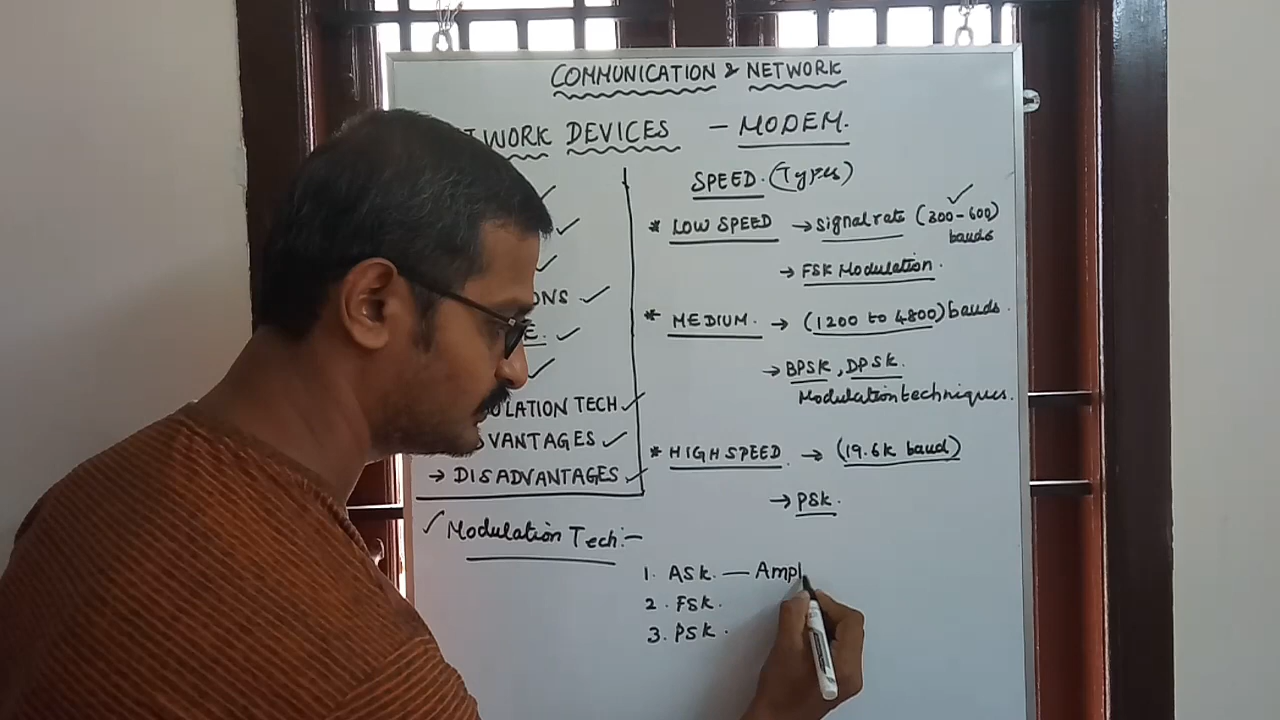 COMMUNICATION & NETWORK
WORK DEVICES - MODEM.
SPEED. (Types)
* LOW SPEED → signal rate (300-600)
bauds
→ FSK Modulation.
ONS
* MEDIUM. → (1200 to 4800) bauds.
→ BPSK, DPSK.
Modulation techniques.
ULATION TECH
VANTAGES
* HIGH SPEED. → (19.6K baud)
→ DISADVANTAGES
→ PSK.
Modulation Tech:-
1. ASK. — Ampl
2. FSK.
3. PSK.